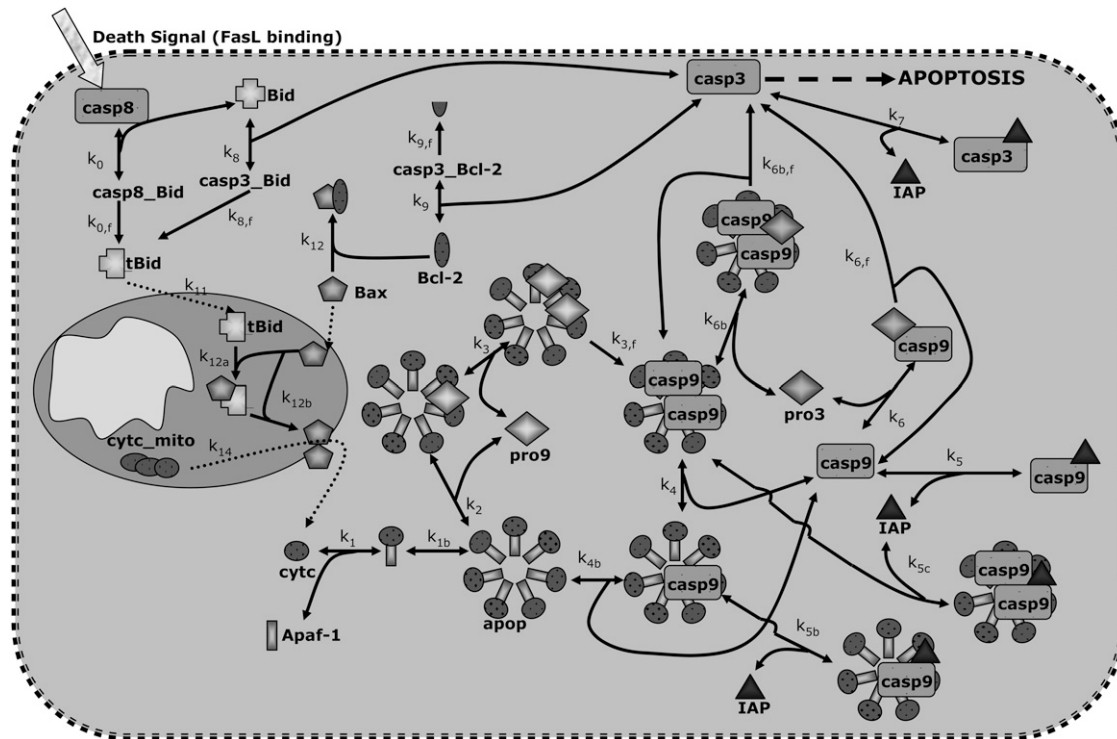 Death Signal (FasL binding)
casp8
Bid
casp3
APOPTOSIS
k7
casp3
IAP
k0
k8
k9,f
casp8_Bid
casp3_Bid
casp3_Bcl-2
k0,f
k8,f
k9
k6b,f
casp9
casp9
k12
tBid
Bcl-2
Bax
k6,f
k11
tBid
k12a
k12b
cytc_mito
k14
k3
k3,f
k6b
casp9
casp9
casp9
pro3
k6
pro9
k2
k4
casp9
k5
casp9
IAP
k1
k1b
cytc
Apaf-1
apop
k4b
casp9
k5c
casp9
casp9
k5b
IAP
casp9